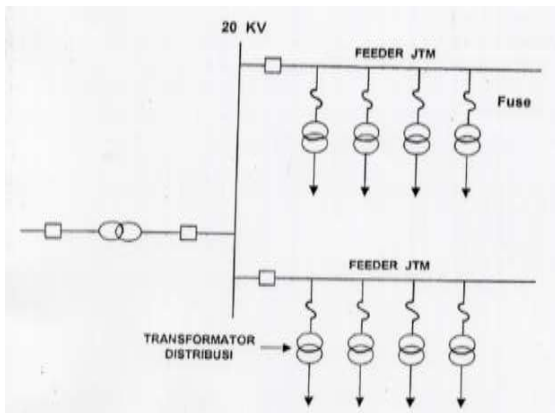 20 KV
FEEDER JTM
Fuse
FEEDER JTM
TRANSFORMATOR
DISTRIBUSI